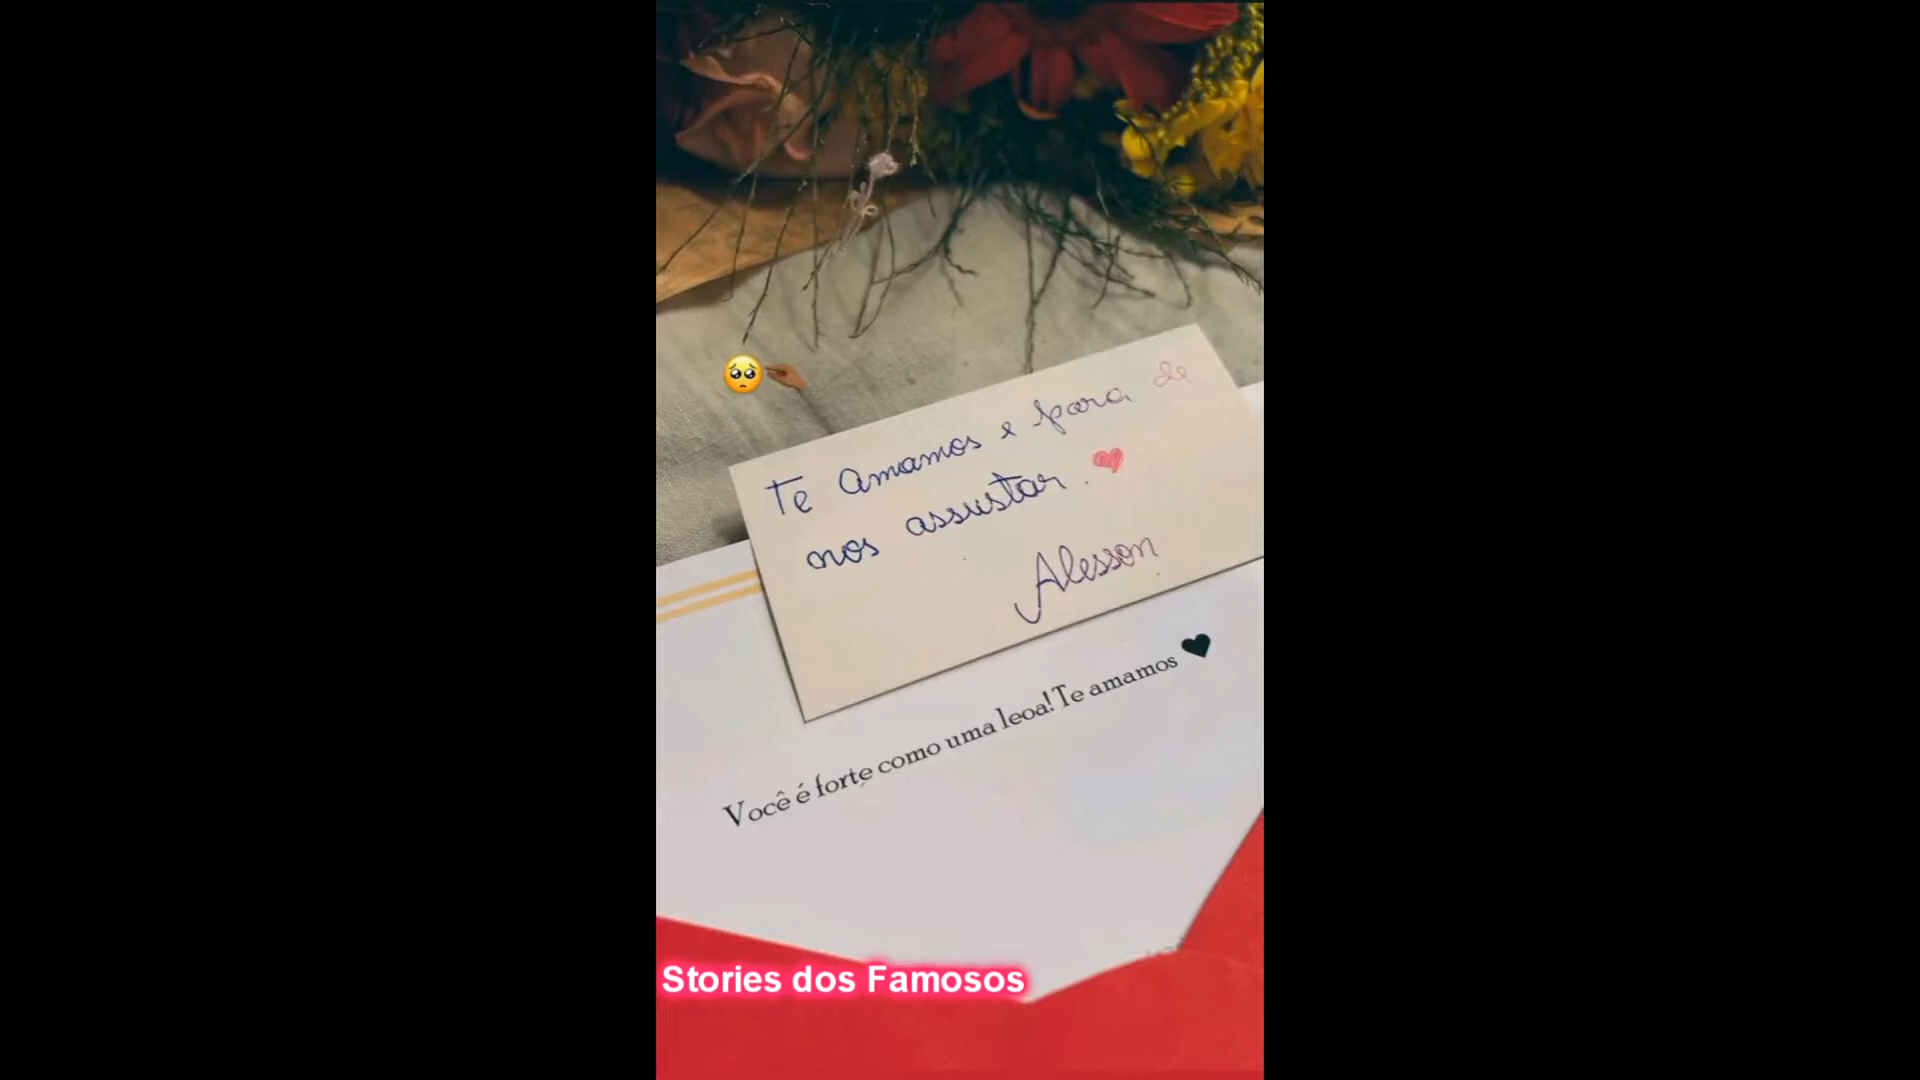 Te Amamos e para de
nos assustar. ❤
Alesson
Você é forte como uma leoa! Te amamos ♥
Stories dos Famosos